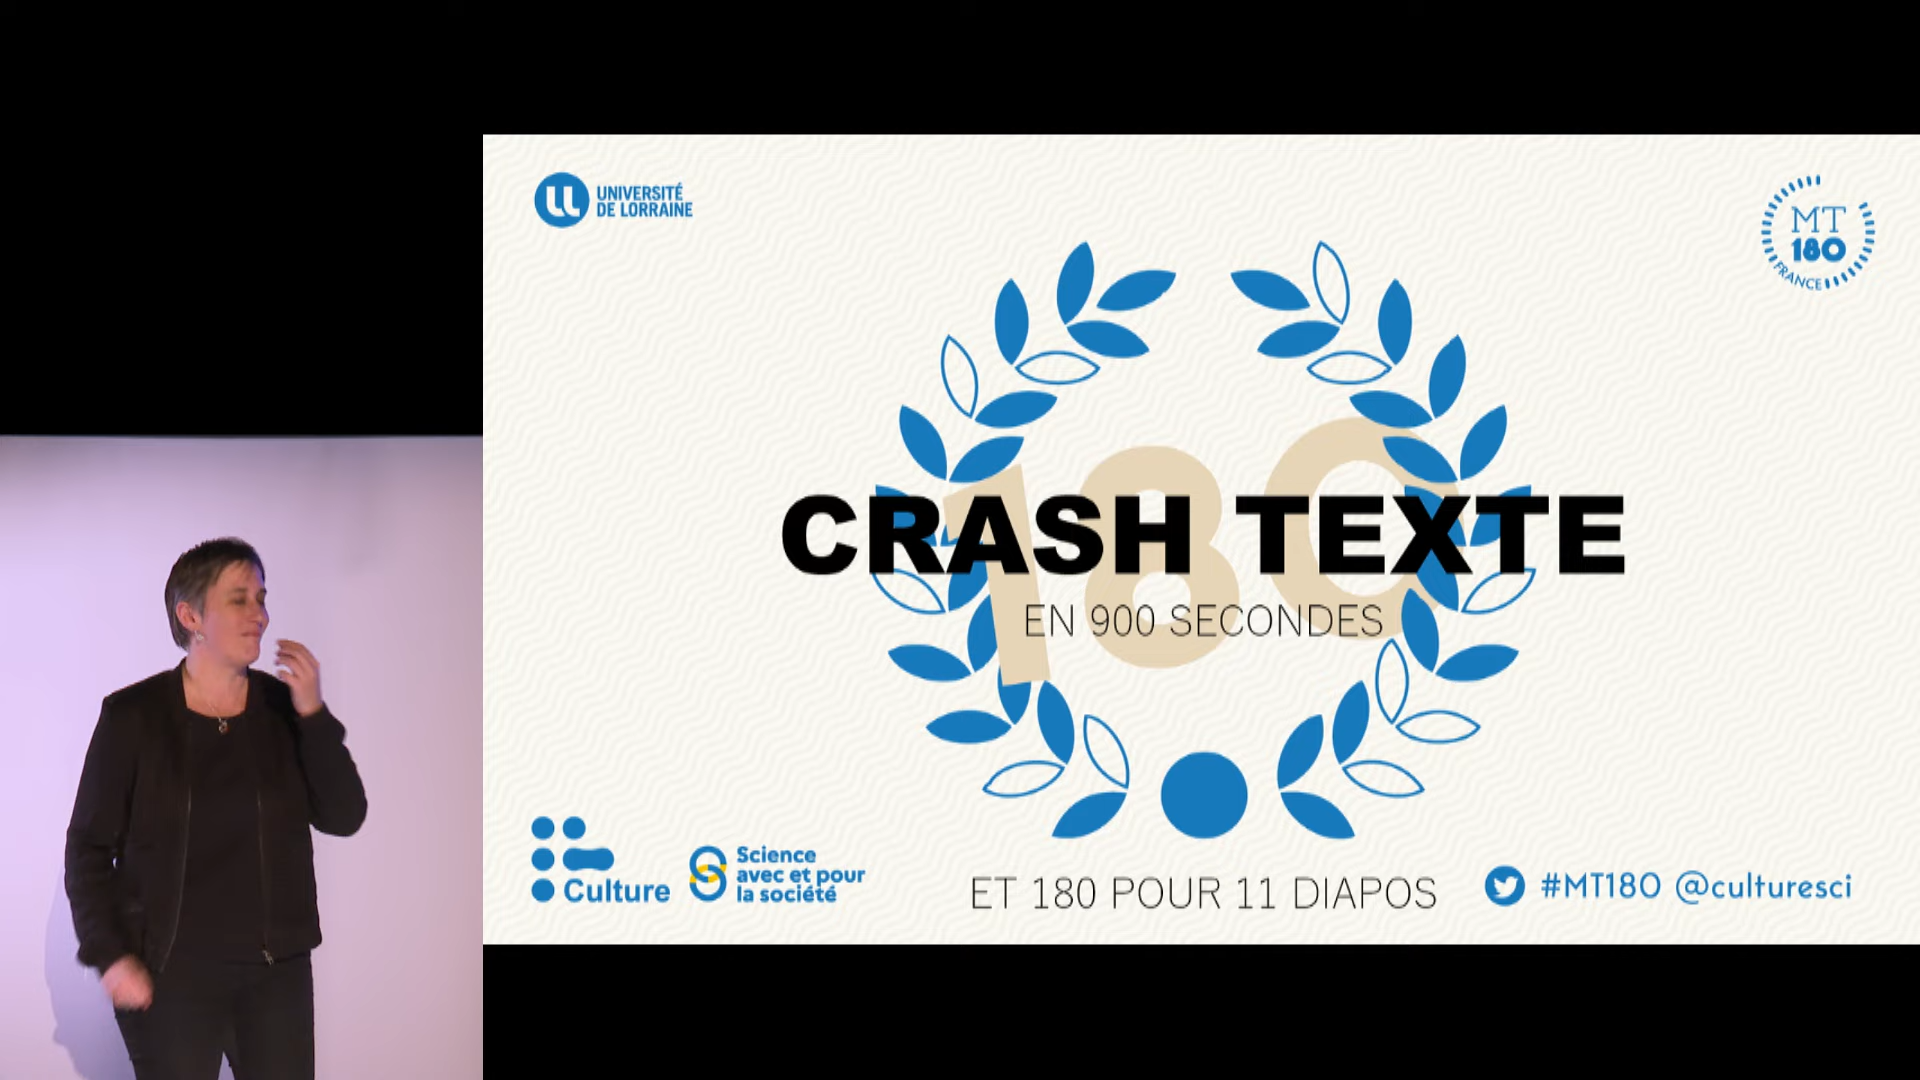 UNIVERSITÉ
DE LORRAINE
MT
180
FRANCE
180
CRASH TEXTE
EN 900 SECONDES
Culture
Science
avec et pour
la société
ET 180 POUR 11 DIAPOS
#MT180 @culturesci